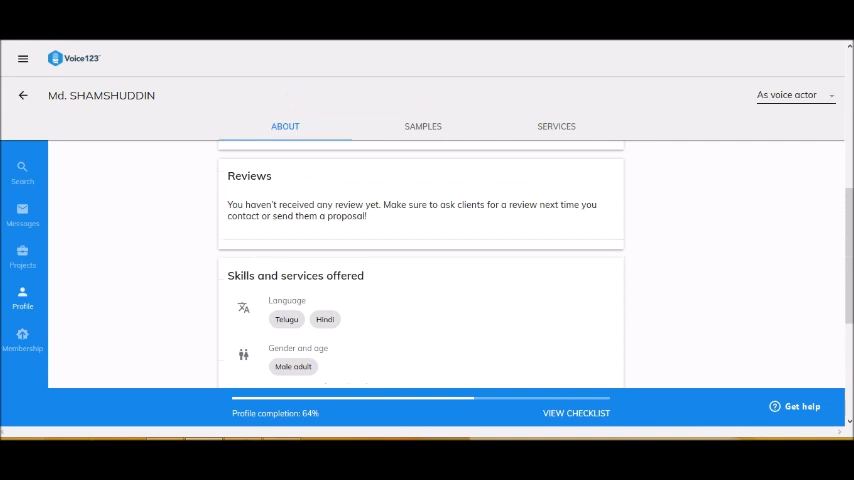 Voice123
Md. SHAMSHUDDIN
As voice actor
ABOUT
SAMPLES
SERVICES
Search
Messages
Projects
Profile
Membership
Reviews
You haven't received any review yet. Make sure to ask clients for a review next time you
contact or send them a proposal!
Skills and services offered
Language
Telugu
Hindi
Gender and age
Male adult
Profile completion: 64%
VIEW CHECKLIST
Get help